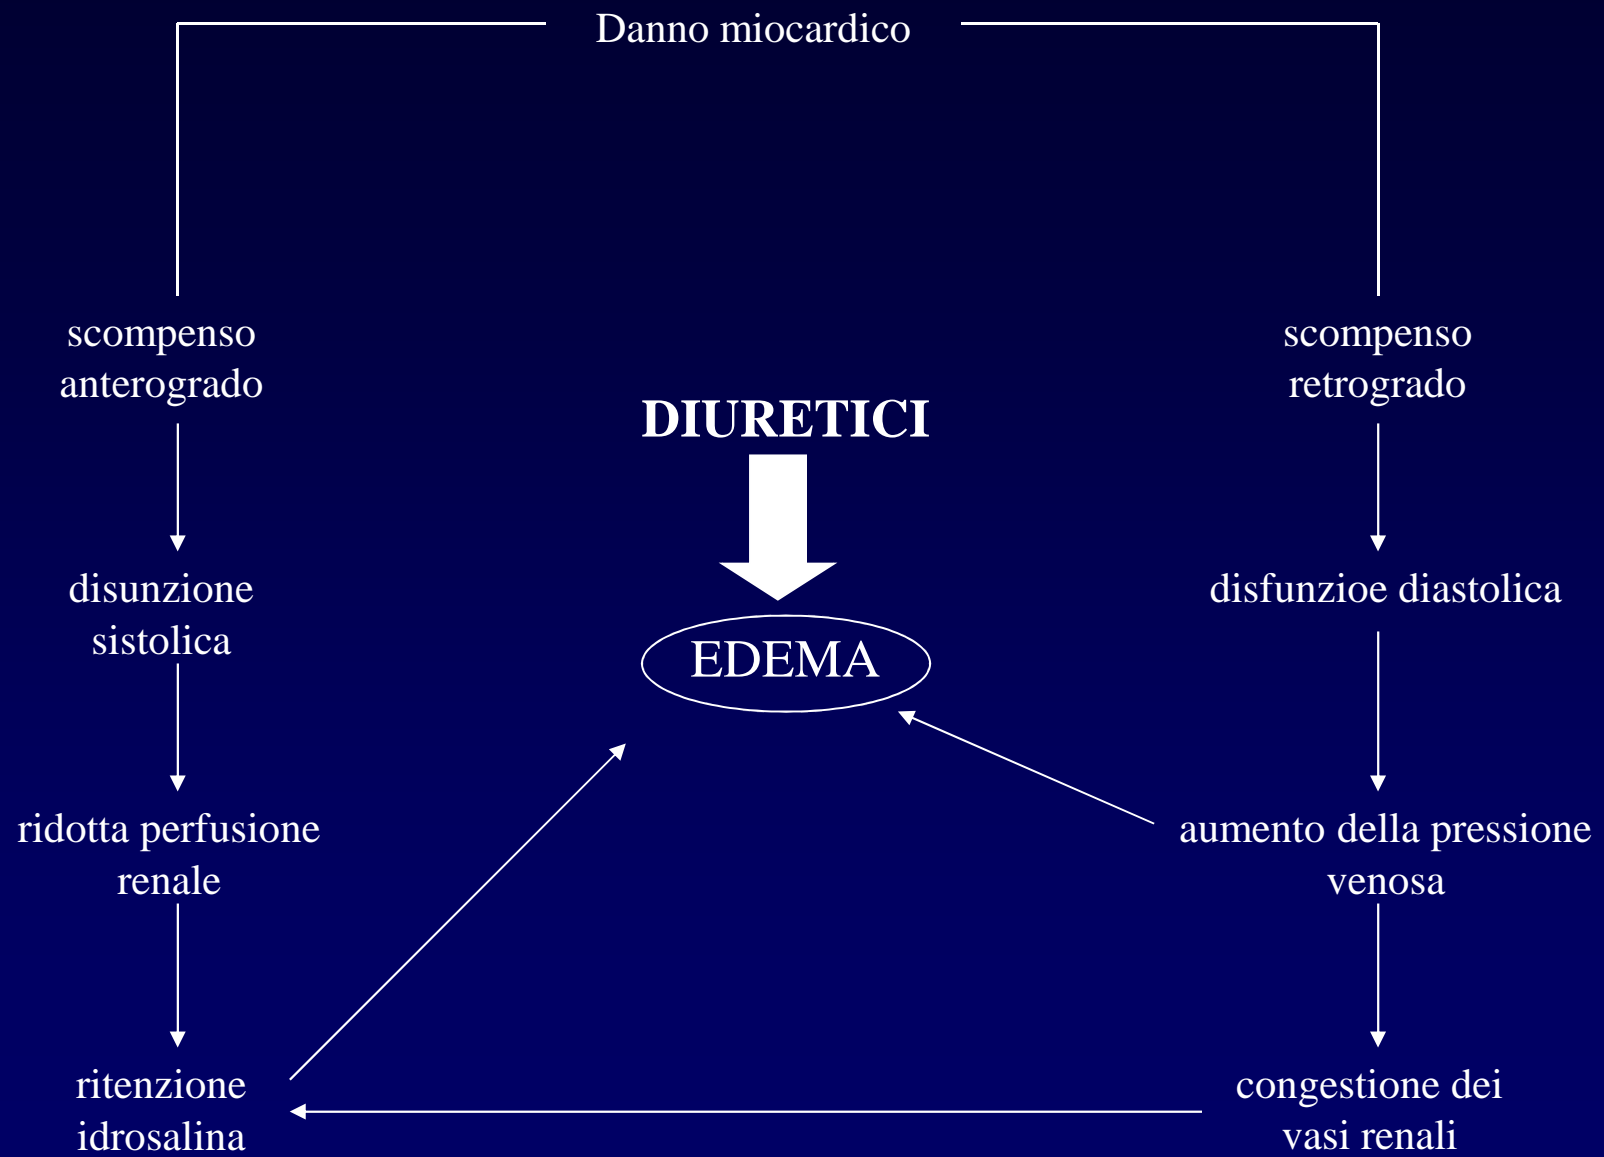 Danno miocardico
scompenso
anterogrado
scompenso
retrogrado
DIURETICI
disunzione
sistolica
disfunzioe diastolica
EDEMA
ridotta perfusione
renale
aumento della pressione
venosa
ritenzione
idrosalina
congestione dei
vasi renali